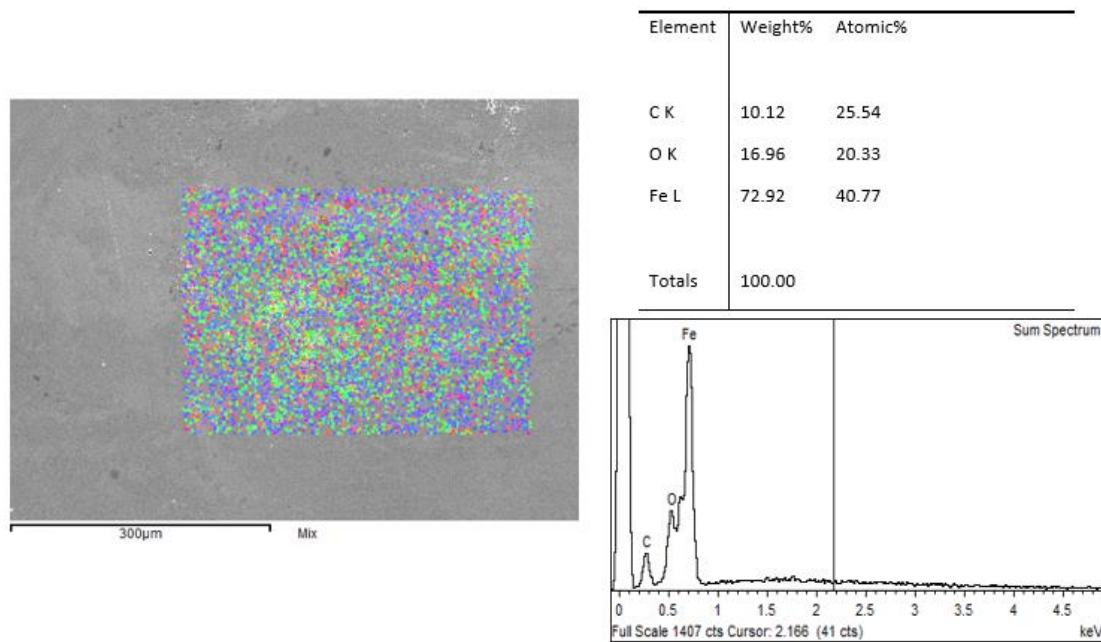 Element Weight% Atomic%
C K 10.12 25.54
O K 16.96 20.33
Fe L 72.92 40.77
Totals 100.00
300µm Mix
Sum Spectrum
Fe
O
C
0 0.5 1 1.5 2 2.5 3 3.5 4 4.5
Full Scale 1407 cts Cursor: 2.166 (41 cts) keV